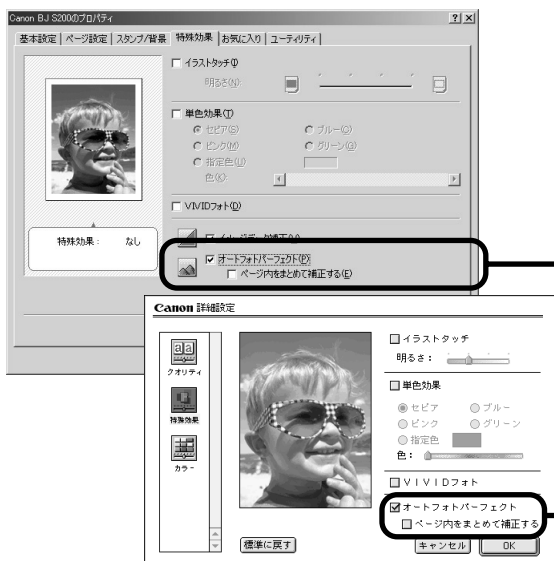 Canon BJ S200のプロパティ
基本設定 ページ設定 スタンプ/背景 特殊効果 お気に入り ユーティリティ
イラストタッチ(I)
明るさ(N):
単色効果(T)
セピア(S) ブルー(O)
ピンク(M) グリーン(G)
指定色(U)
色(K):
VIVIDフォト(D)
特殊効果 : なし
オートフォトパーフェクト(P)
ページ内をまとめて補正する(E)
Canon 詳細設定
クオリティ
特殊効果
カラー
イラストタッチ
明るさ:
単色効果
セピア ブルー
ピンク グリーン
指定色
色:
VIVIDフォト
オートフォトパーフェクト
ページ内をまとめて補正する
標準に戻す キャンセル OK